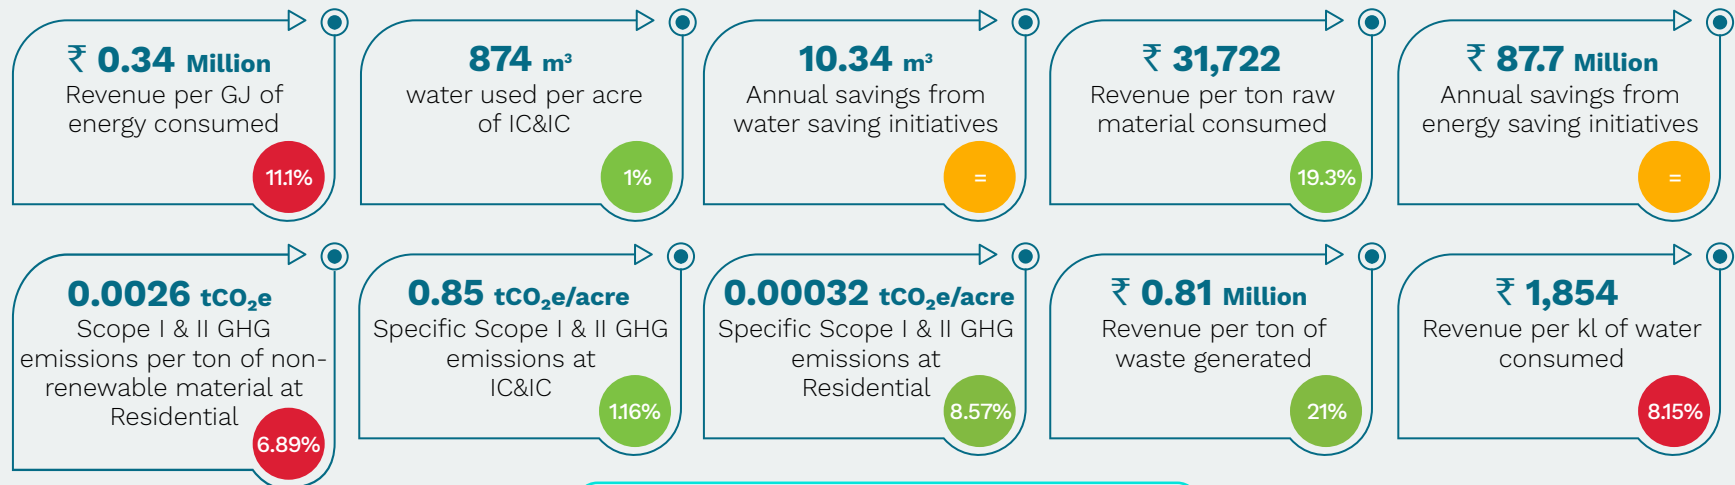 ₹ 0.34 Million
Revenue per GJ of
energy consumed
11.1%
874 m³
water used per acre
of IC&IC
1%
10.34 m³
Annual savings from
water saving initiatives
=
₹ 31,722
Revenue per ton raw
material consumed
19.3%
₹ 87.7 Million
Annual savings from
energy saving initiatives
=
0.0026 tCO₂e
Scope I & II GHG
emissions per ton of non-
renewable material at
Residential
6.89%
0.85 tCO₂e/acre
Specific Scope I & II GHG
emissions at
IC&IC
1.16%
0.00032 tCO₂e/acre
Specific Scope I & II GHG
emissions at
Residential
8.57%
₹ 0.81 Million
Revenue per ton of
waste generated
21%
₹ 1,854
Revenue per kl of water
consumed
8.15%